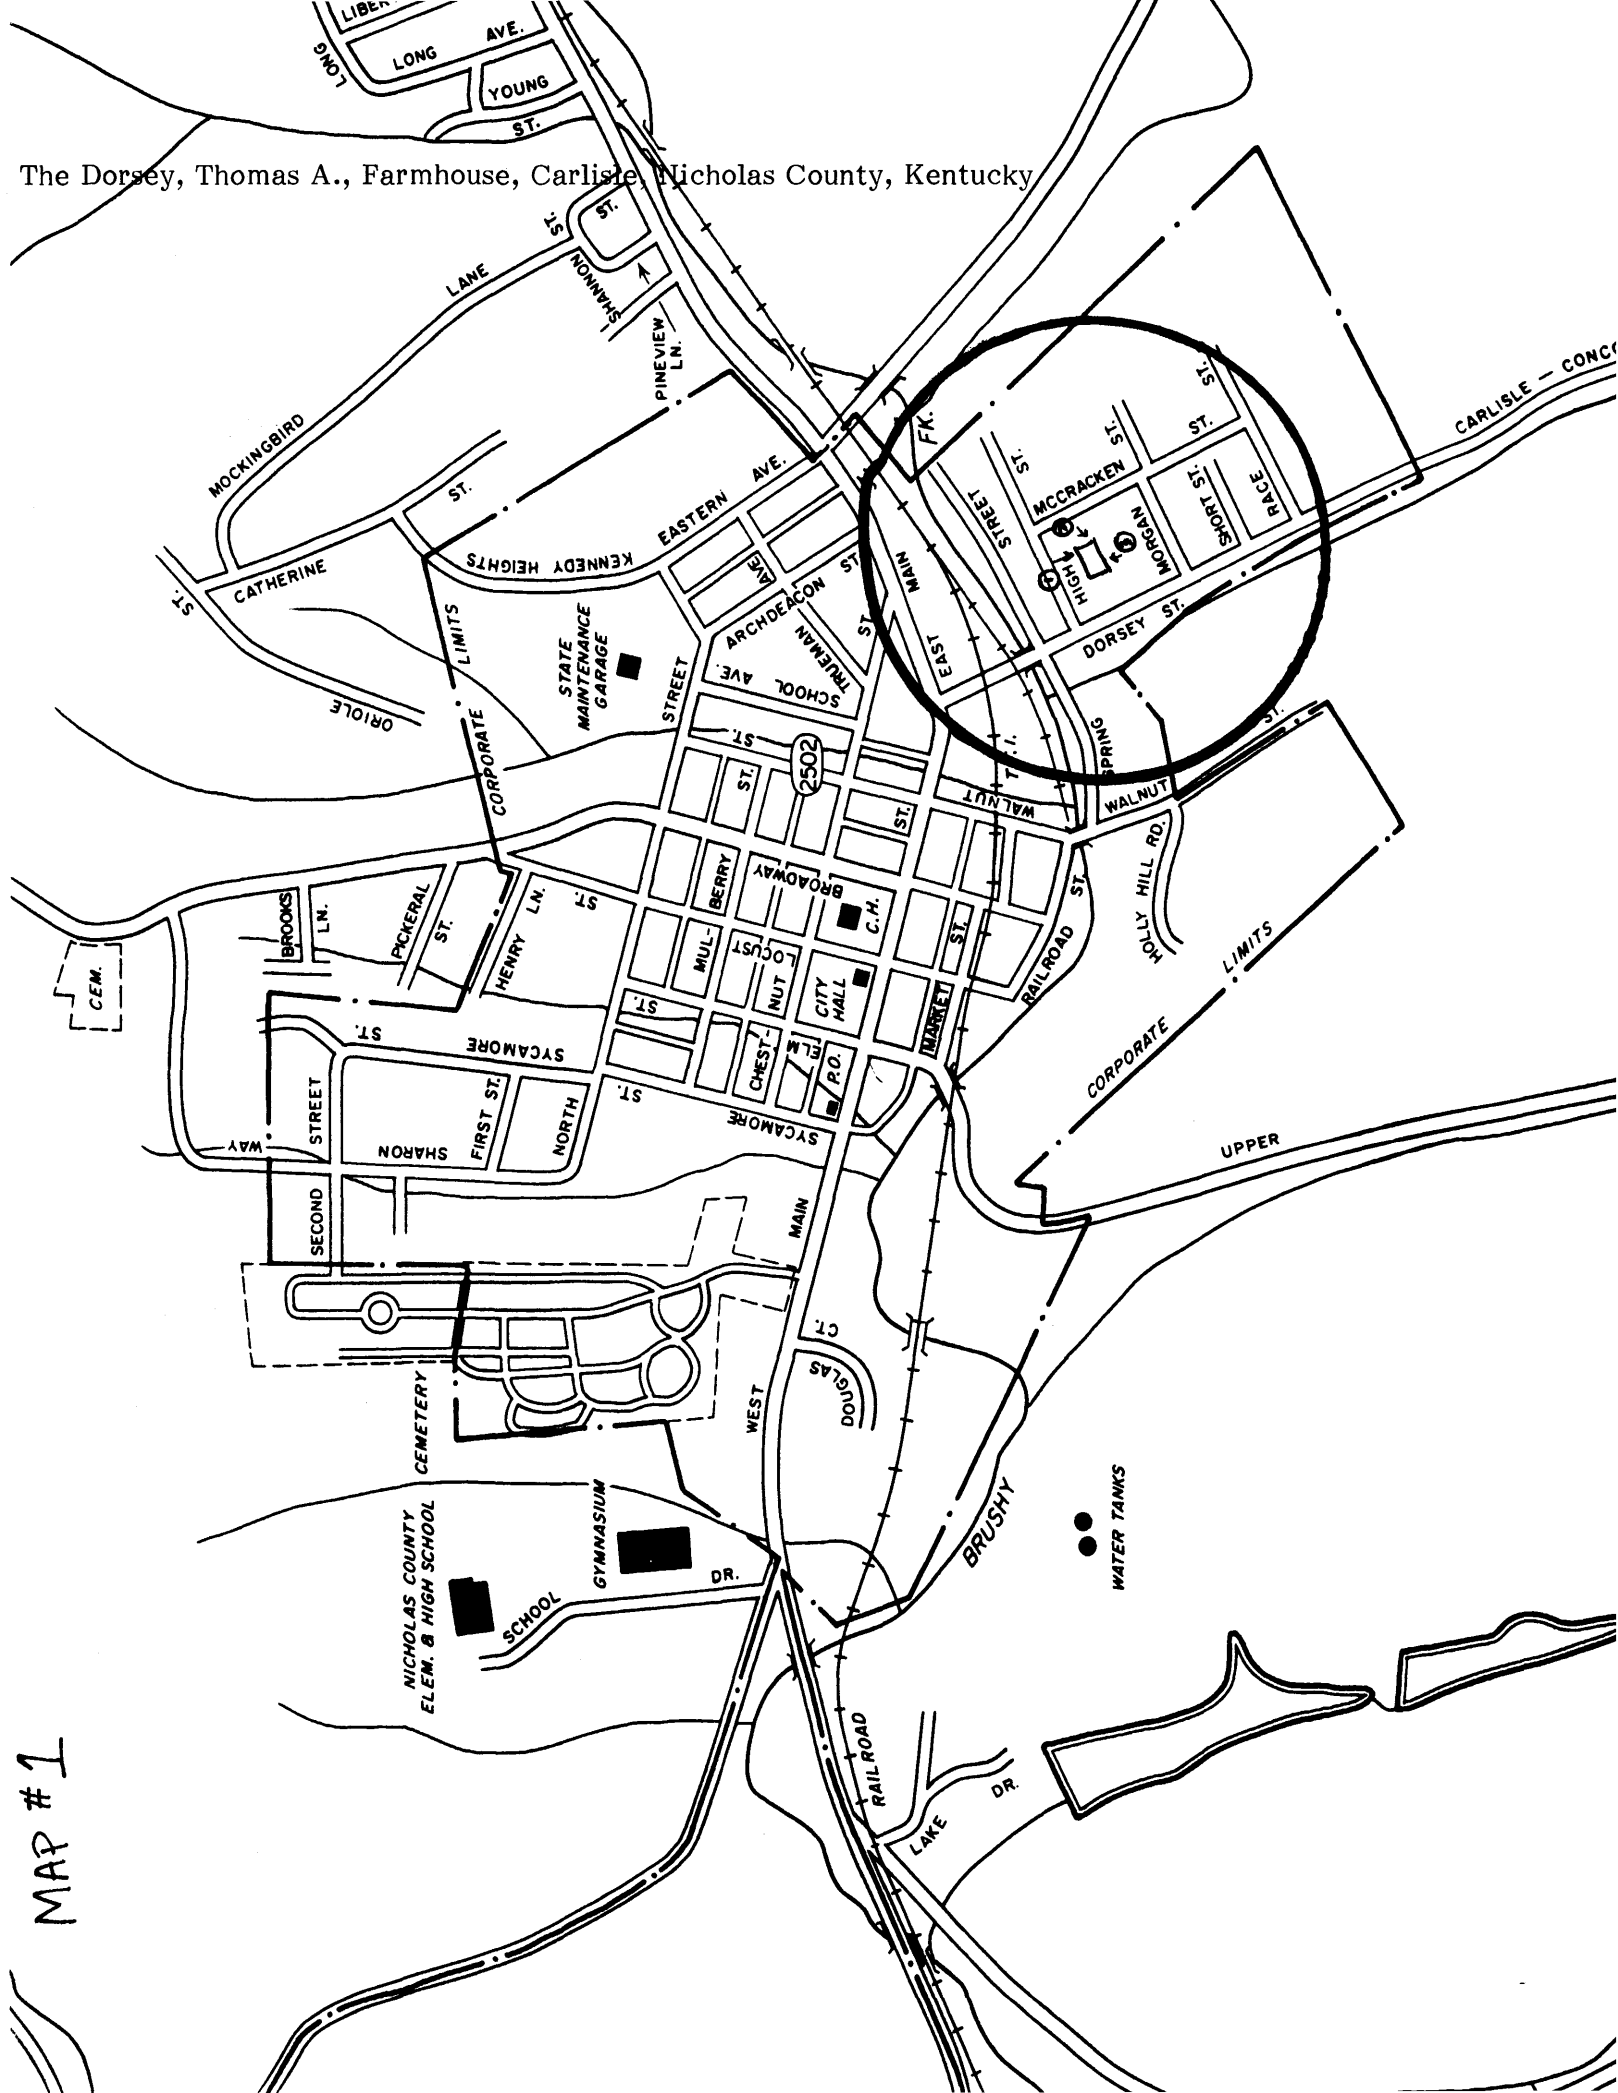 LIBER
LONG
LONG AVE.
YOUNG
ST.
The Dorsey, Thomas A., Farmhouse, Carlisle, Nicholas County, Kentucky
ST.
ST.
SHANNON
LANE
PINEVIEW
LN.
MOCKINGBIRD
CARLISLE — CONCO
FK.
ST.
ST.
ST.
ST.
MCCRACKEN
SHORT ST.
RACE
STREET
MORGAN
HIGH
DORSEY ST.
ST.
EASTERN AVE.
KENNEDY HEIGHTS
CATHERINE
ST.
ORIOLE
CORPORATE LIMITS
STATE
MAINTENANCE
GARAGE
STREET
AVE
ARCHDEACON ST.
TRUEMAN
SCHOOL AVE.
ST.
EAST MAIN
ST.
2502
ST.
ST.
WALNUT
SPRING
WALNUT
ST.
HOLLY HILL RD.
BROADWAY
MUL-
BERRY
ST.
C.H.
ST.
RAILROAD
ST.
LOCUST
CHEST-
NUT
CITY
HALL
MARKET
ELM
P.O.
ST.
BROOKS
LN.
PICKERAL
ST.
HENRY LN.
CEM.
SYCAMORE
ST.
SYCAMORE
ST.
SECOND STREET
FIRST ST.
NORTH
SHARON
WAY
CORPORATE LIMITS
UPPER
WEST MAIN
DOUGLAS
CT.
CEMETERY
NICHOLAS COUNTY
ELEM. & HIGH SCHOOL
GYMNASIUM
SCHOOL DR.
BRUSHY
WATER TANKS
RAILROAD
LAKE DR.
MAP #1